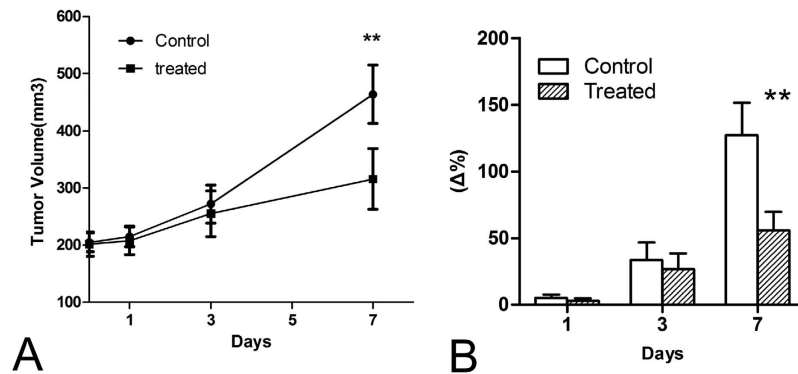 600
500
400
300
200
100
Tumor Volume(mm3)
Control
treated
**
1
3
5
7
Days
A
200
150
100
50
0
(Δ%)
Control
Treated
**
1
3
7
Days
B